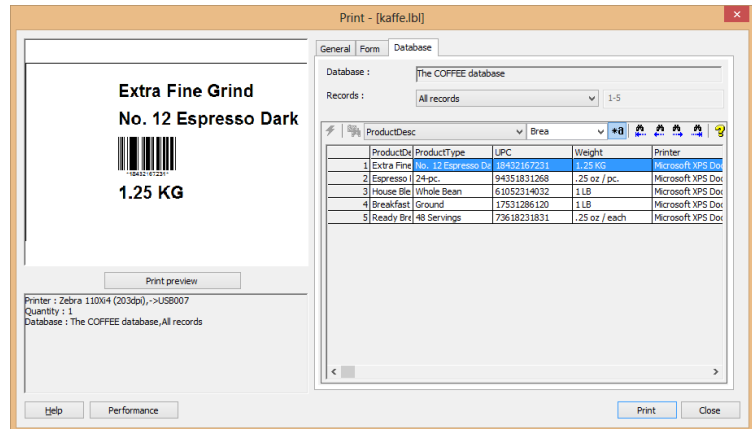 Print - [kaffe.lbl]
General Form Database
Extra Fine Grind
No. 12 Espresso Dark
*18432167231*
1.25 KG
Print preview
Printer : Zebra 110Xi4 (203dpi),->USB007
Quantity : 1
Database : The COFFEE database,All records
Database : The COFFEE database
Records : All records 1-5
ProductDesc Brea *a
ProductDe ProductType UPC Weight Printer
1 Extra Fine No. 12 Espresso Da 18432167231 1.25 KG Microsoft XPS Doc
2 Espresso I 24-pc. 94351831268 .25 oz / pc. Microsoft XPS Doc
3 House Ble Whole Bean 61052314032 1 LB Microsoft XPS Doc
4 Breakfast Ground 17531286120 1 LB Microsoft XPS Doc
5 Ready Bre 48 Servings 73618231831 .25 oz / each Microsoft XPS Doc
Help Performance Print Close